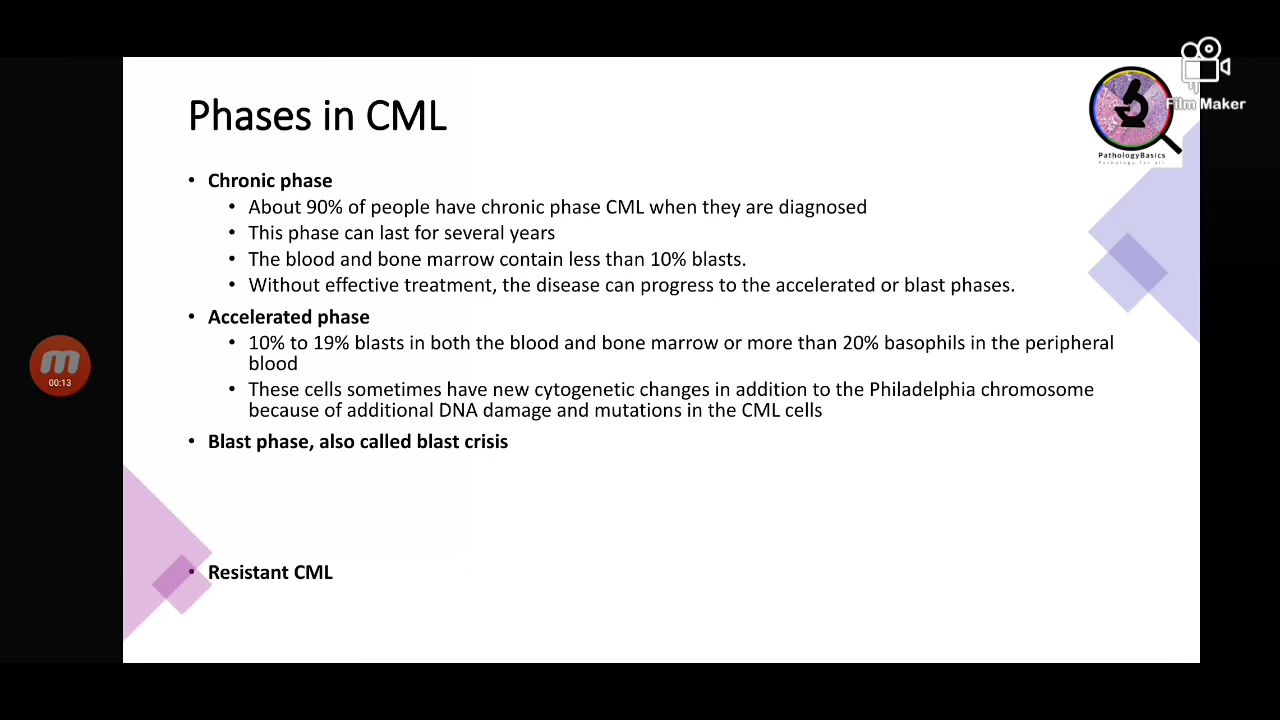 Film Maker
PathologyBasics
Pathology for all
Phases in CML
• Chronic phase
• About 90% of people have chronic phase CML when they are diagnosed
• This phase can last for several years
• The blood and bone marrow contain less than 10% blasts.
• Without effective treatment, the disease can progress to the accelerated or blast phases.
• Accelerated phase
• 10% to 19% blasts in both the blood and bone marrow or more than 20% basophils in the peripheral
blood
• These cells sometimes have new cytogenetic changes in addition to the Philadelphia chromosome
because of additional DNA damage and mutations in the CML cells
• Blast phase, also called blast crisis
• Resistant CML
00:13